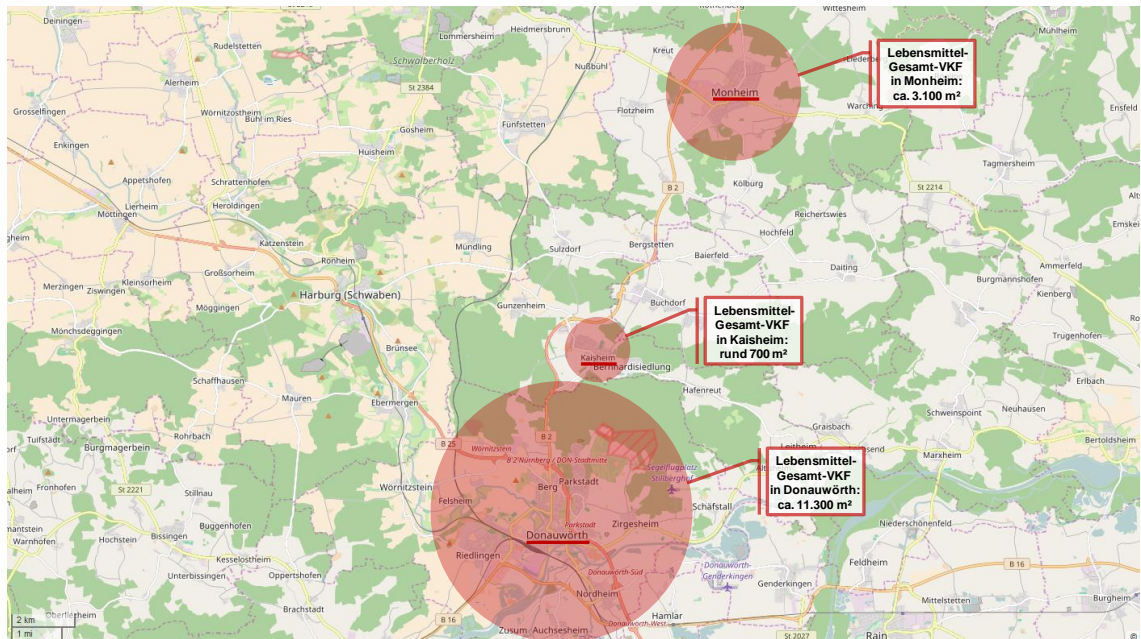 Deiningen
Rudelstetten
Lommersheim
Heidmersbrunn
Wittesheim
Mühlheim
Schwaberholz
Kreut
Nußbühl
Alerheim
St 2384
Monheim
Lebensmittel-
Gesamt-VKF
in Monheim:
ca. 3.100 m²
Warching
Großelfingen
Wörnitzostheim
Bühl im Ries
Fünfstetten
Flotzheim
Ensfeld
Gosheim
Enkingen
Huisheim
Tagmersheim
Appetshofen
Schrattenhofen
B 2
Kölburg
St 2214
Lierheim
Heroldingen
Möttingen
Reichertswies
Emskeim
Katzenstein
Mündling
Sulzdorf
Bergstetten
Hochfeld
Ronheim
Baierfeld
Daiting
Ammerfeld
Großsorheim
Burgmannshofen
Merzingen
Ziswingen
Kleinsorheim
Harburg (Schwaben)
Kienberg
Möggingen
Gunzenheim
Buchdorf
Lebensmittel-
Gesamt-VKF
in Kaisheim:
rund 700 m²
Mönchsdeggingen
Trugenhofen
Brünsee
Kaisheim
Bernhardisiedlung
Schaffhausen
Hafenreut
Erlbach
Mauren
Ebermergen
Neuhausen
Schweinspoint
Untermagerbein
Graisbach
Rohrbach
B 2
Tuifstädt
Burgmagerbein
B 25
Wörnitzstein
Bertoldsheim
Marxheim
B 2 Nürnberg / DON-Stadtmitte
Segelflugplatz
Stillberghof
Lebensmittel-
Gesamt-VKF
in Donauwörth:
ca. 11.300 m²
Fronhofen
St 2221
Stillnau
Wörnitzstein
Berg
Parkstadt
Felsheim
Schäfstall
Buggenhofen
Parkstadt
Zirgesheim
Niederschönenfeld
Warnhofen
Hochstein
Bissingen
Donauwörth
Kesselostheim
Riedlingen
Donauwörth-
Genderkingen
Feldheim
B 16
Unterbissingen
Oppertshofen
Donauwörth-Süd
Genderkingen
Nordheim
Mittelstetten
Burgheim
Brachstadt
2 km
Hamlar
B 16
Donauwörth-West
1 mi
Zusum
Auchsesheim
St 2027
Rain